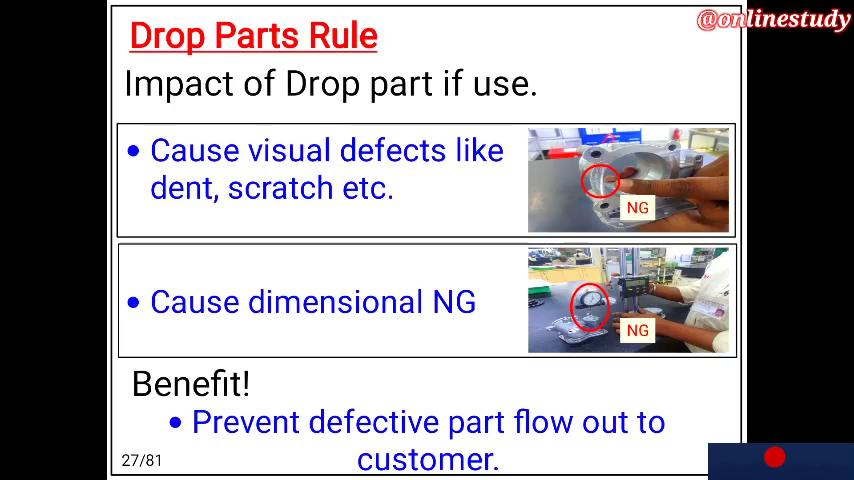 @onlinestudy
Drop Parts Rule
Impact of Drop part if use.
• Cause visual defects like
dent, scratch etc.
NG
• Cause dimensional NG
NG
Benefit!
• Prevent defective part flow out to
customer.
27/81